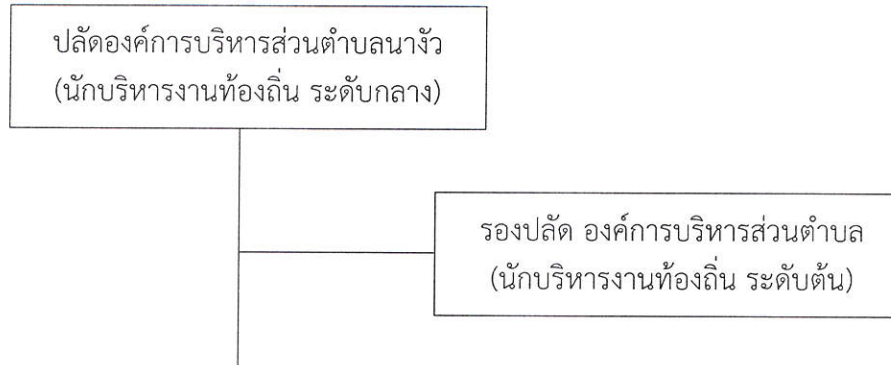 ปลัดองค์การบริหารส่วนตำบลนางัว
(นักบริหารงานท้องถิ่น ระดับกลาง)
รองปลัด องค์การบริหารส่วนตำบล
(นักบริหารงานท้องถิ่น ระดับต้น)